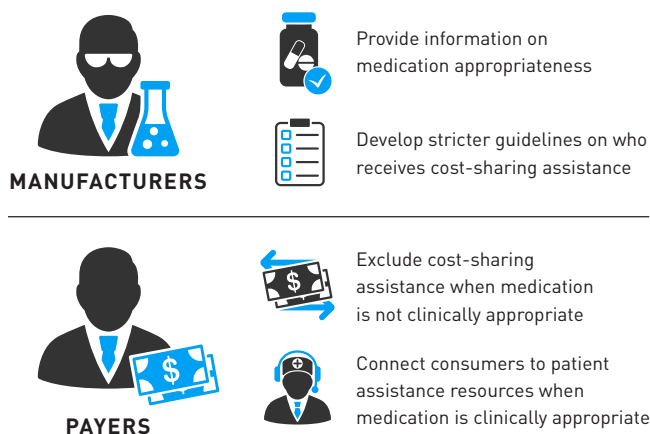 Provide information on
medication appropriateness
Develop stricter guidelines on who
receives cost-sharing assistance
MANUFACTURERS
Exclude cost-sharing
assistance when medication
is not clinically appropriate
$
$
Connect consumers to patient
assistance resources when
medication is clinically appropriate
PAYERS